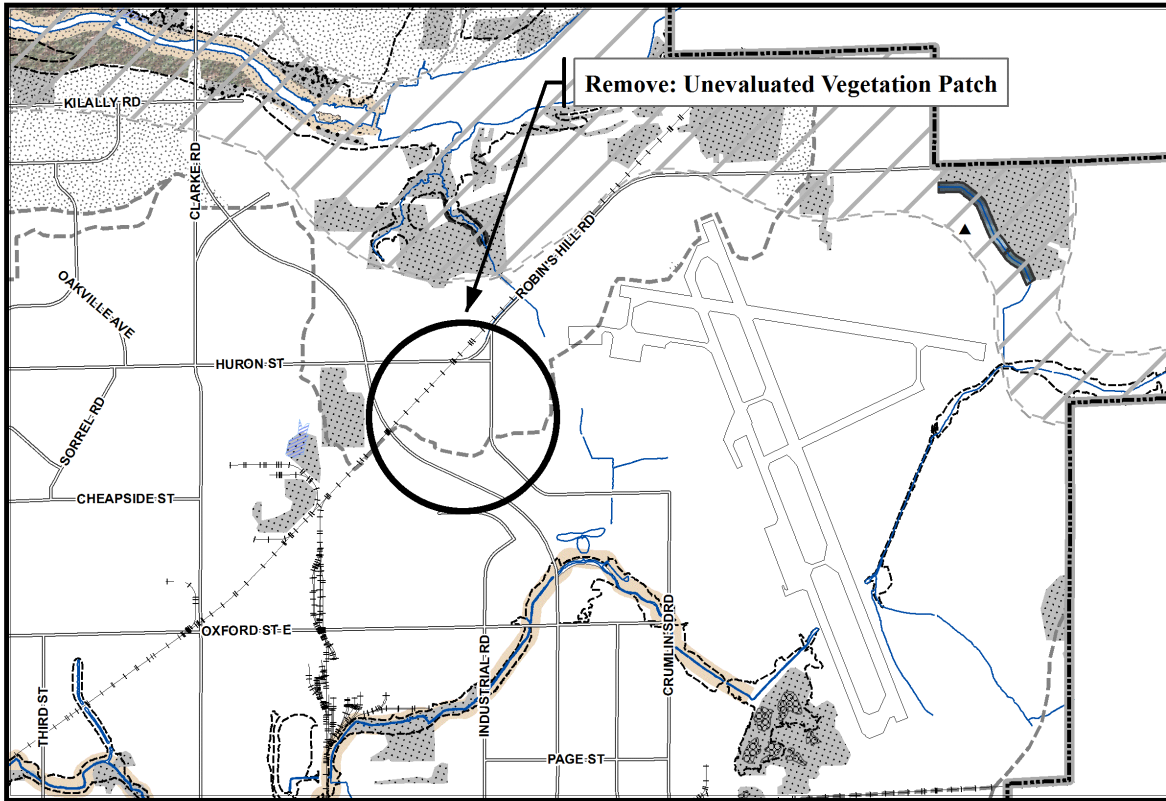 Remove: Unevaluated Vegetation Patch
KILALLY RD
CLARKE RD
ROBIN'S HILL RD
OAKVILLE AVE
HURON ST
SORREL RD
CHEAPSIDE ST
OXFORD ST E
INDUSTRIAL RD
CRUMLIN SDRD
THIRD ST
PAGE ST